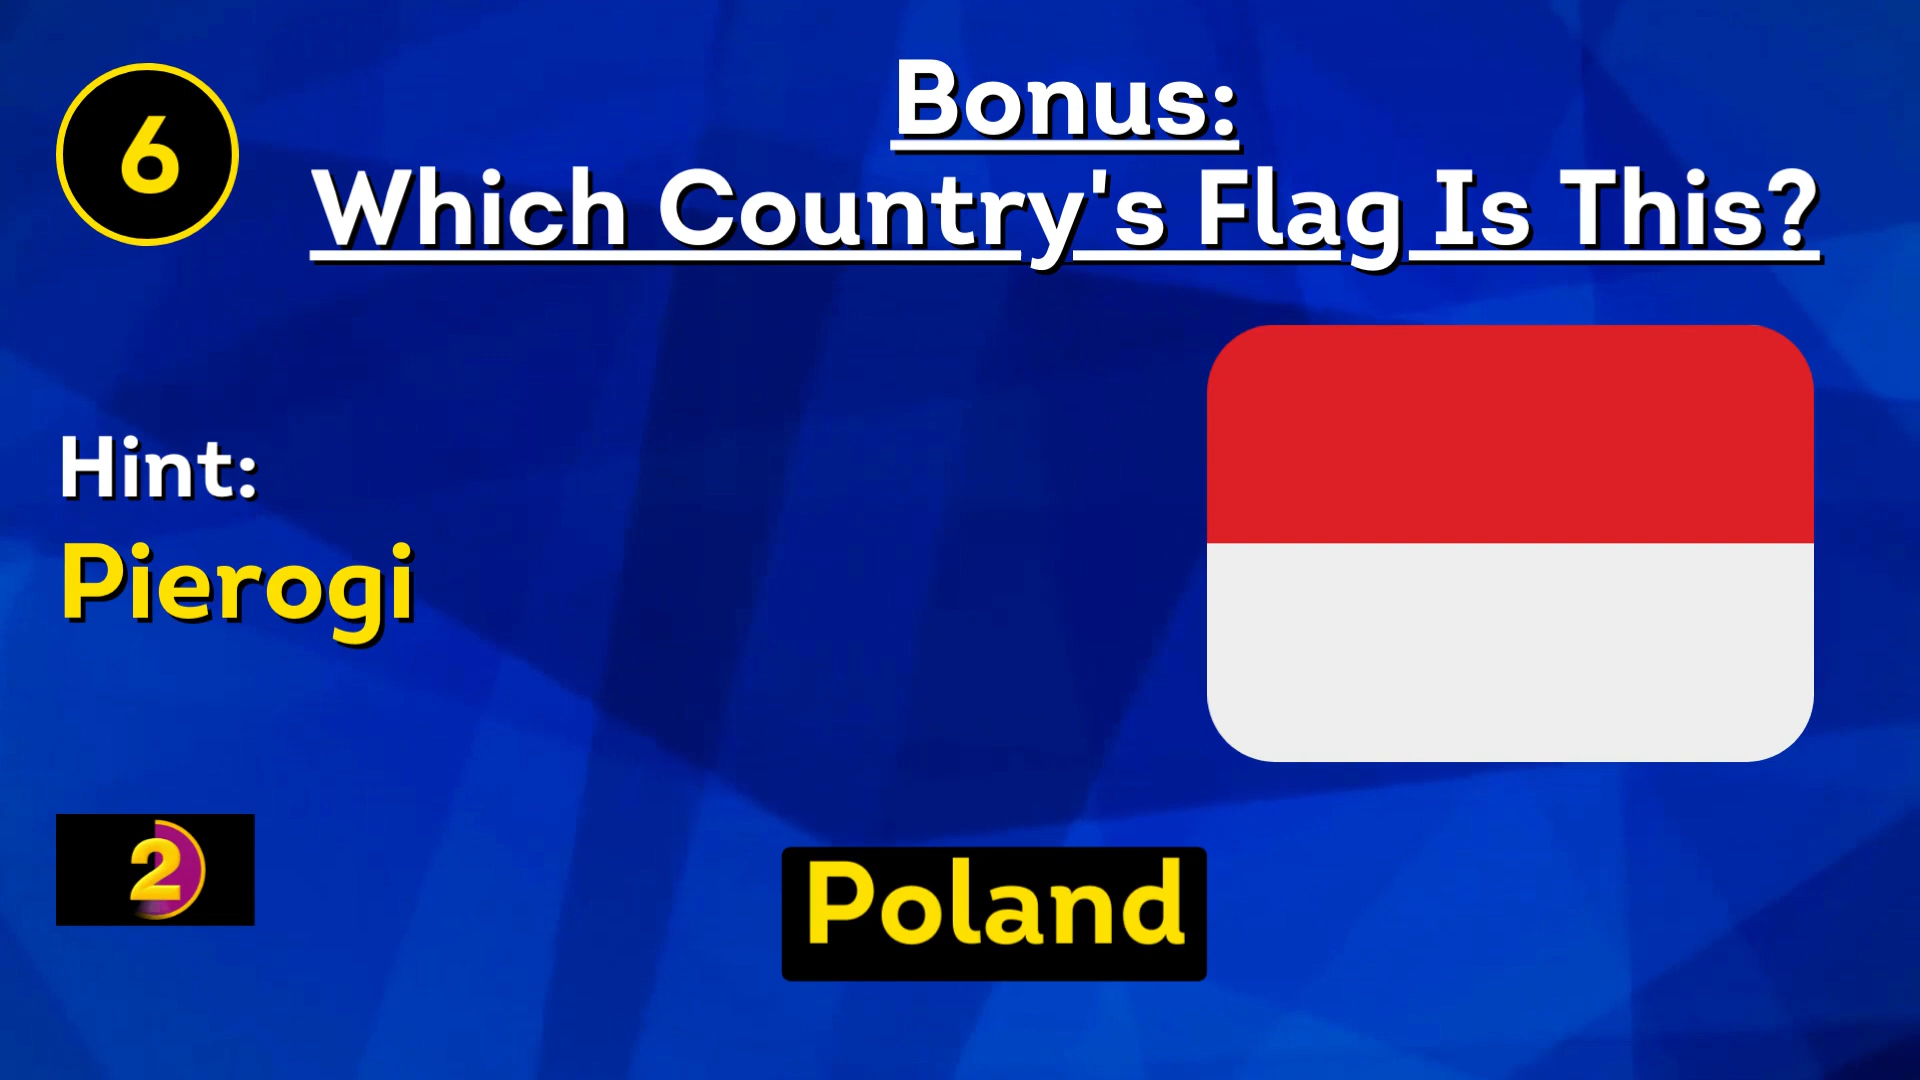 6
Bonus:
Which Country's Flag Is This?
Hint:
Pierogi
2
Poland